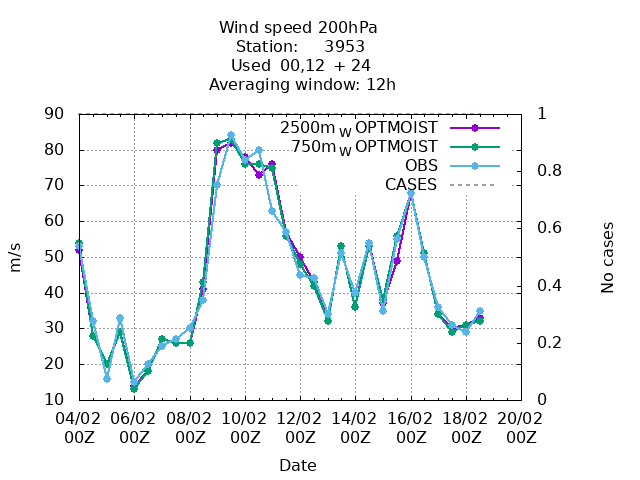 Wind speed 200hPa
Station: 3953
Used 00,12 + 24
Averaging window: 12h
90
80
70
60
50
40
30
20
10
1
0.8
0.6
0.4
0.2
0
m/s
No cases
2500m W OPTMOIST
750m W OPTMOIST
OBS
CASES
04/02 06/02 08/02 10/02 12/02 14/02 16/02 18/02 20/02
00Z 00Z 00Z 00Z 00Z 00Z 00Z 00Z 00Z
Date